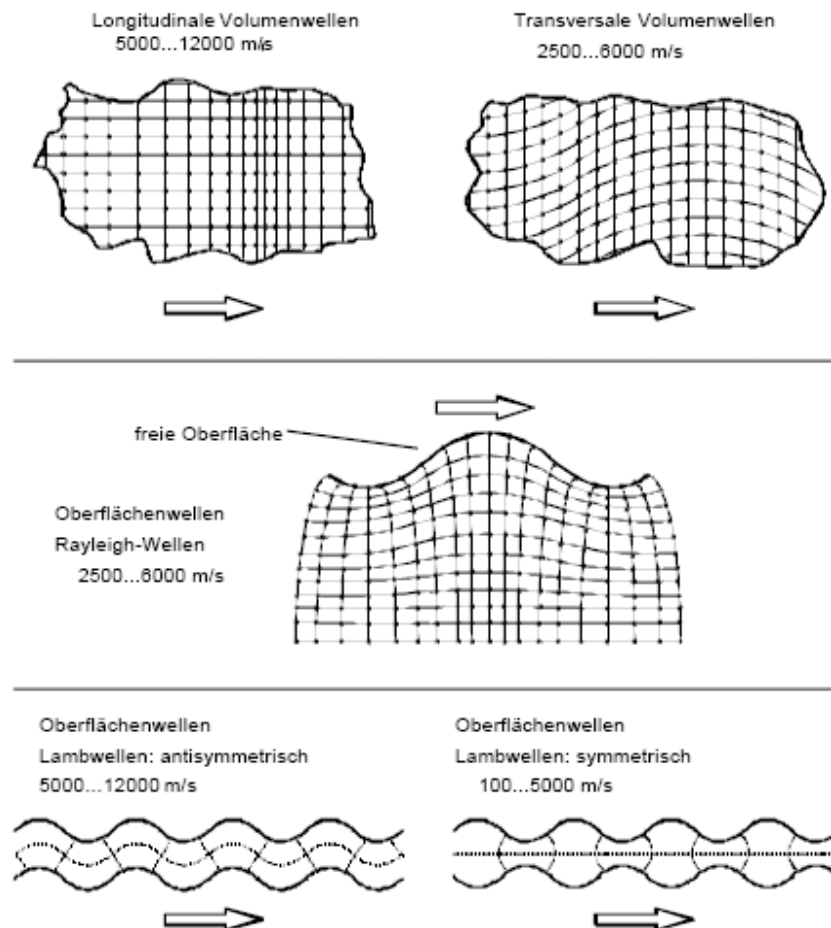 Longitudinale Volumenwellen
5000...12000 m/s
Transversale Volumenwellen
2500...6000 m/s
freie Oberfläche
Oberflächenwellen
Rayleigh-Wellen
2500...6000 m/s
Oberflächenwellen
Lambwellen: antisymmetrisch
5000...12000 m/s
Oberflächenwellen
Lambwellen: symmetrisch
100...5000 m/s